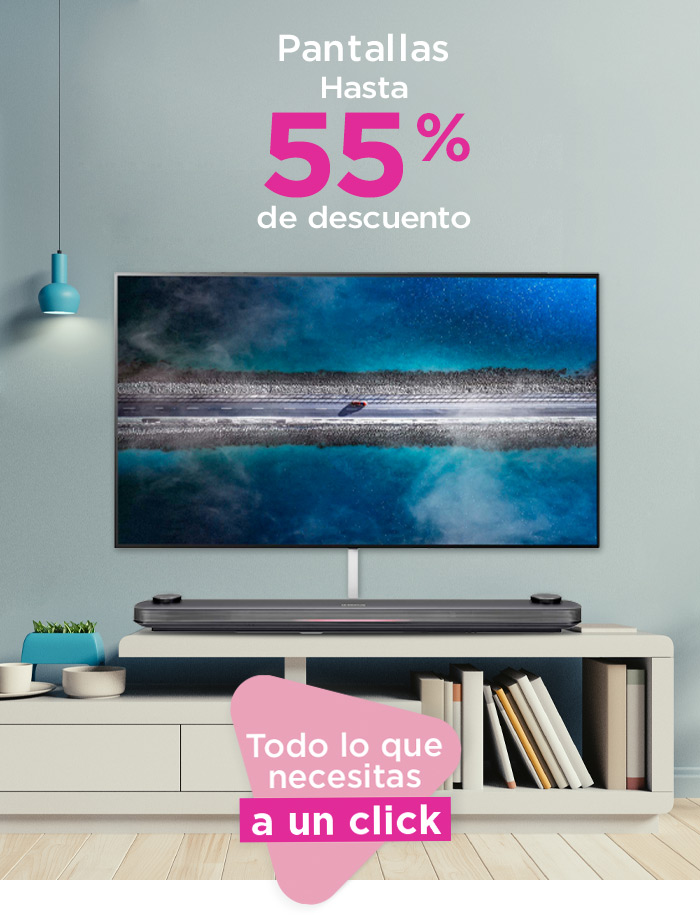 Pantallas
Hasta
55%
de descuento
Todo lo que
necesitas
a un click